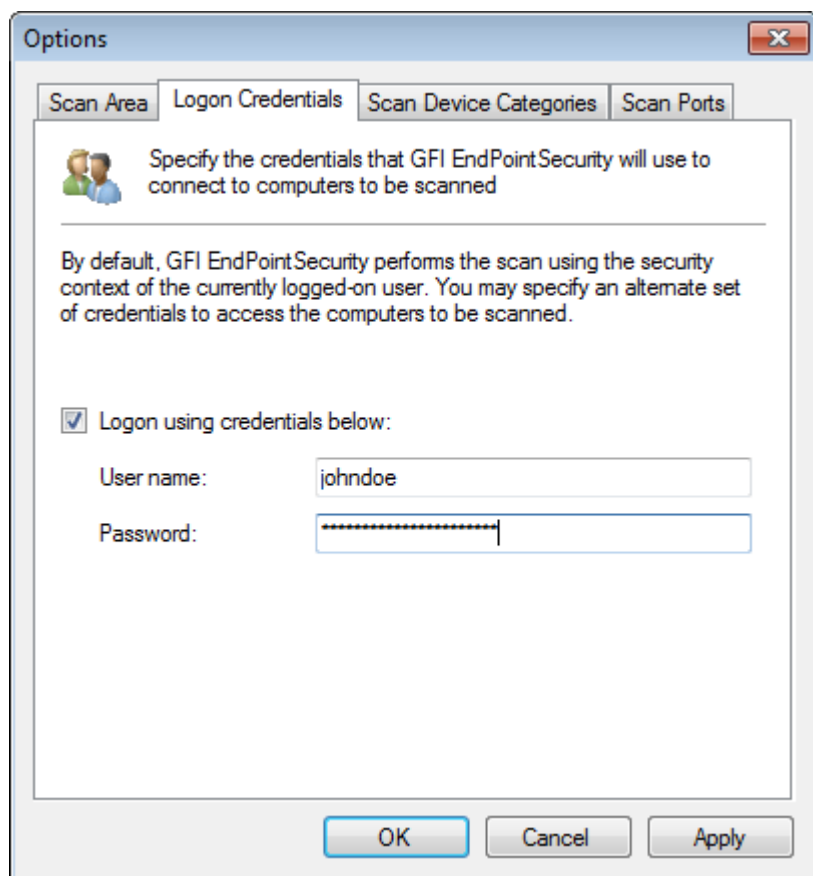 Options
Scan Area Logon Credentials Scan Device Categories Scan Ports
Specify the credentials that GFI EndPointSecurity will use to
connect to computers to be scanned
By default, GFI EndPointSecurity performs the scan using the security
context of the currently logged-on user. You may specify an alternate set
of credentials to access the computers to be scanned.
Logon using credentials below:
User name: johndoe
Password: **********************
OK Cancel Apply